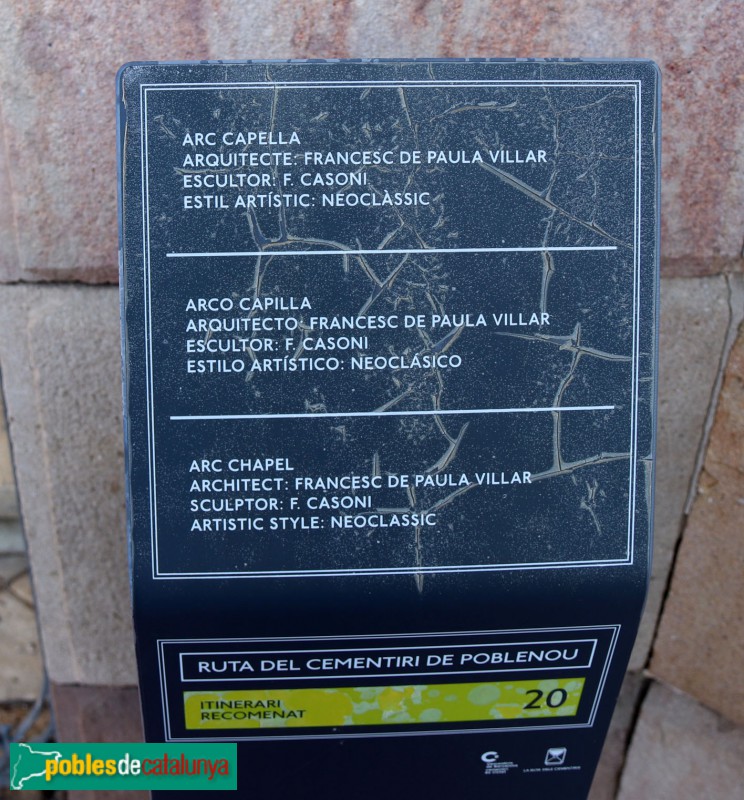 ARC CAPELLA
ARQUITECTE: FRANCESC DE PAULA VILLAR
ESCULTOR: F. CASONI
ESTIL ARTÍSTIC: NEOCLÀSSIC
ARCO CAPILLA
ARQUITECTO: FRANCESC DE PAULA VILLAR
ESCULTOR: F. CASONI
ESTILO ARTÍSTICO: NEOCLÁSICO
ARC CHAPEL
ARCHITECT: FRANCESC DE PAULA VILLAR
SCULPTOR: F. CASONI
ARTISTIC STYLE: NEOCLASSIC
RUTA DEL CEMENTIRI DE POBLENOU
ITINERARI
RECOMENAT
20
poblesdecatalunya